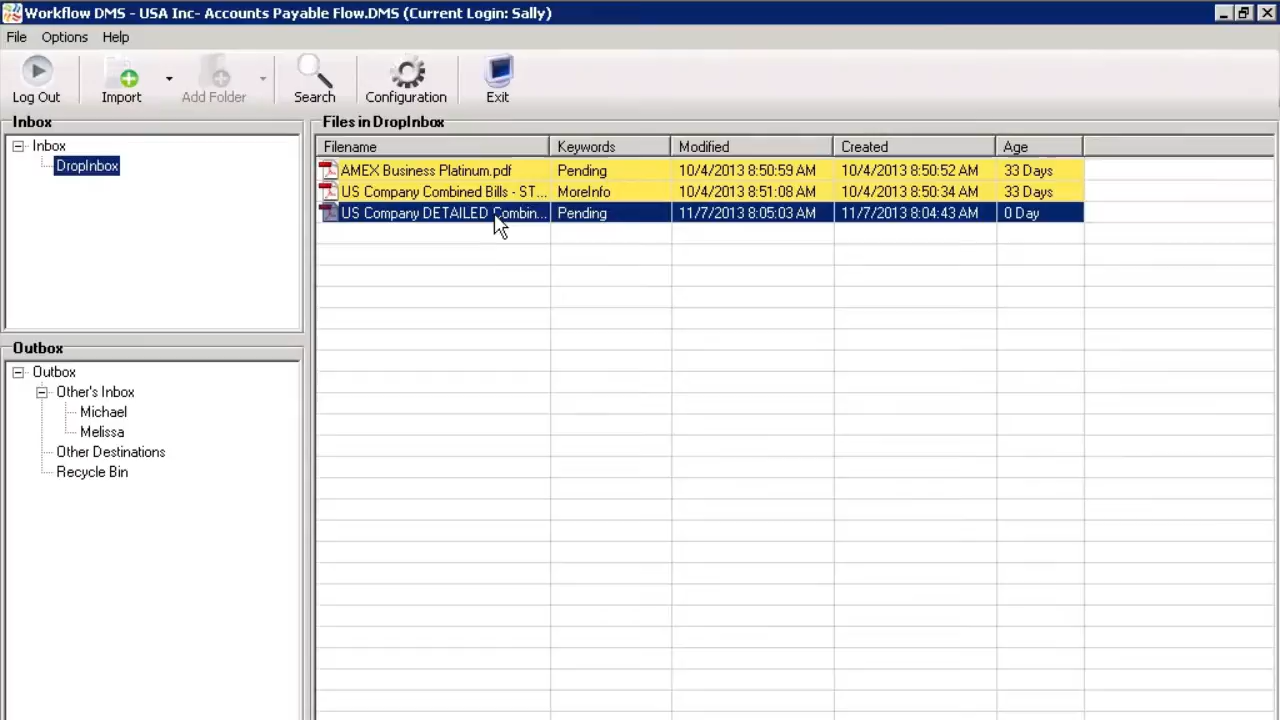 Workflow DMS - USA Inc- Accounts Payable Flow.DMS (Current Login: Sally)
File Options Help
Log Out Import Add Folder Search Configuration Exit
Inbox
Inbox
DropInbox
Outbox
Outbox
Other's Inbox
Michael
Melissa
Other Destinations
Recycle Bin
Files in DropInbox
Filename Keywords Modified Created Age
AMEX Business Platinum.pdf Pending 10/4/2013 8:50:59 AM 10/4/2013 8:50:52 AM 33 Days
US Company Combined Bills - ST... MoreInfo 10/4/2013 8:51:08 AM 10/4/2013 8:50:34 AM 33 Days
US Company DETAILED Combin... Pending 11/7/2013 8:05:03 AM 11/7/2013 8:04:43 AM 0 Day